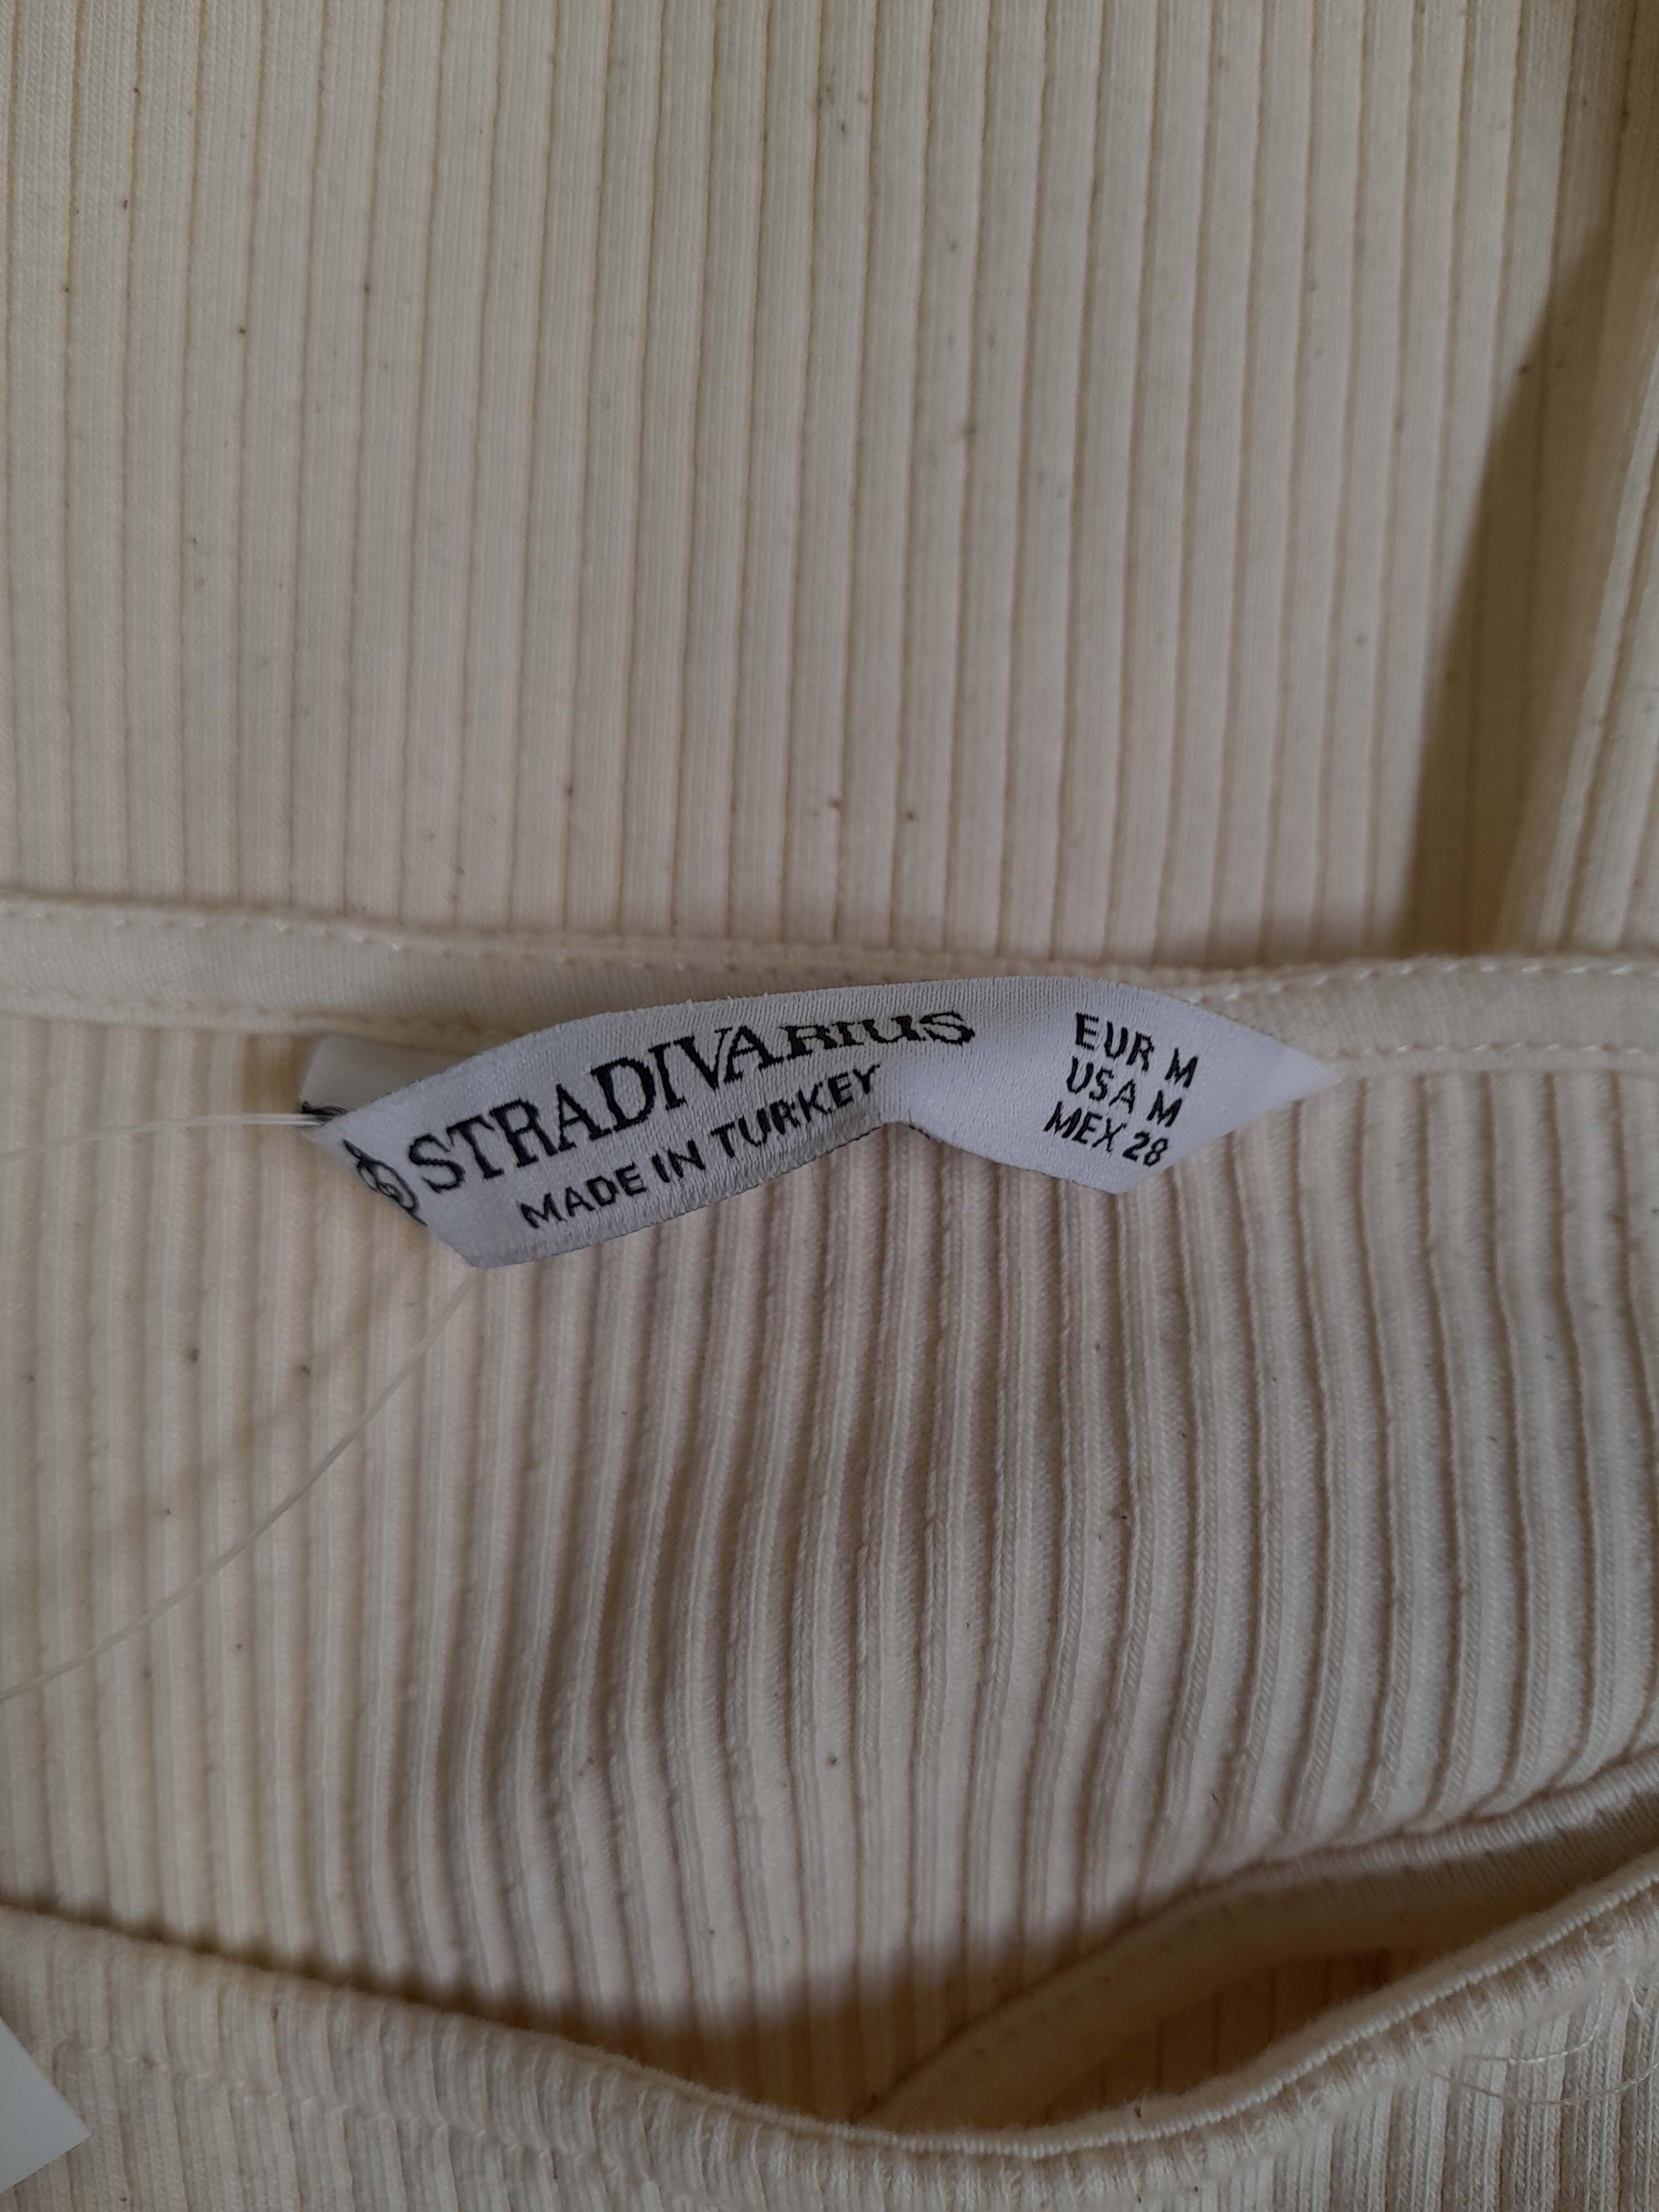 STRADIVARIUS
MADE IN TURKEY
EUR M
USA M
MEX 28